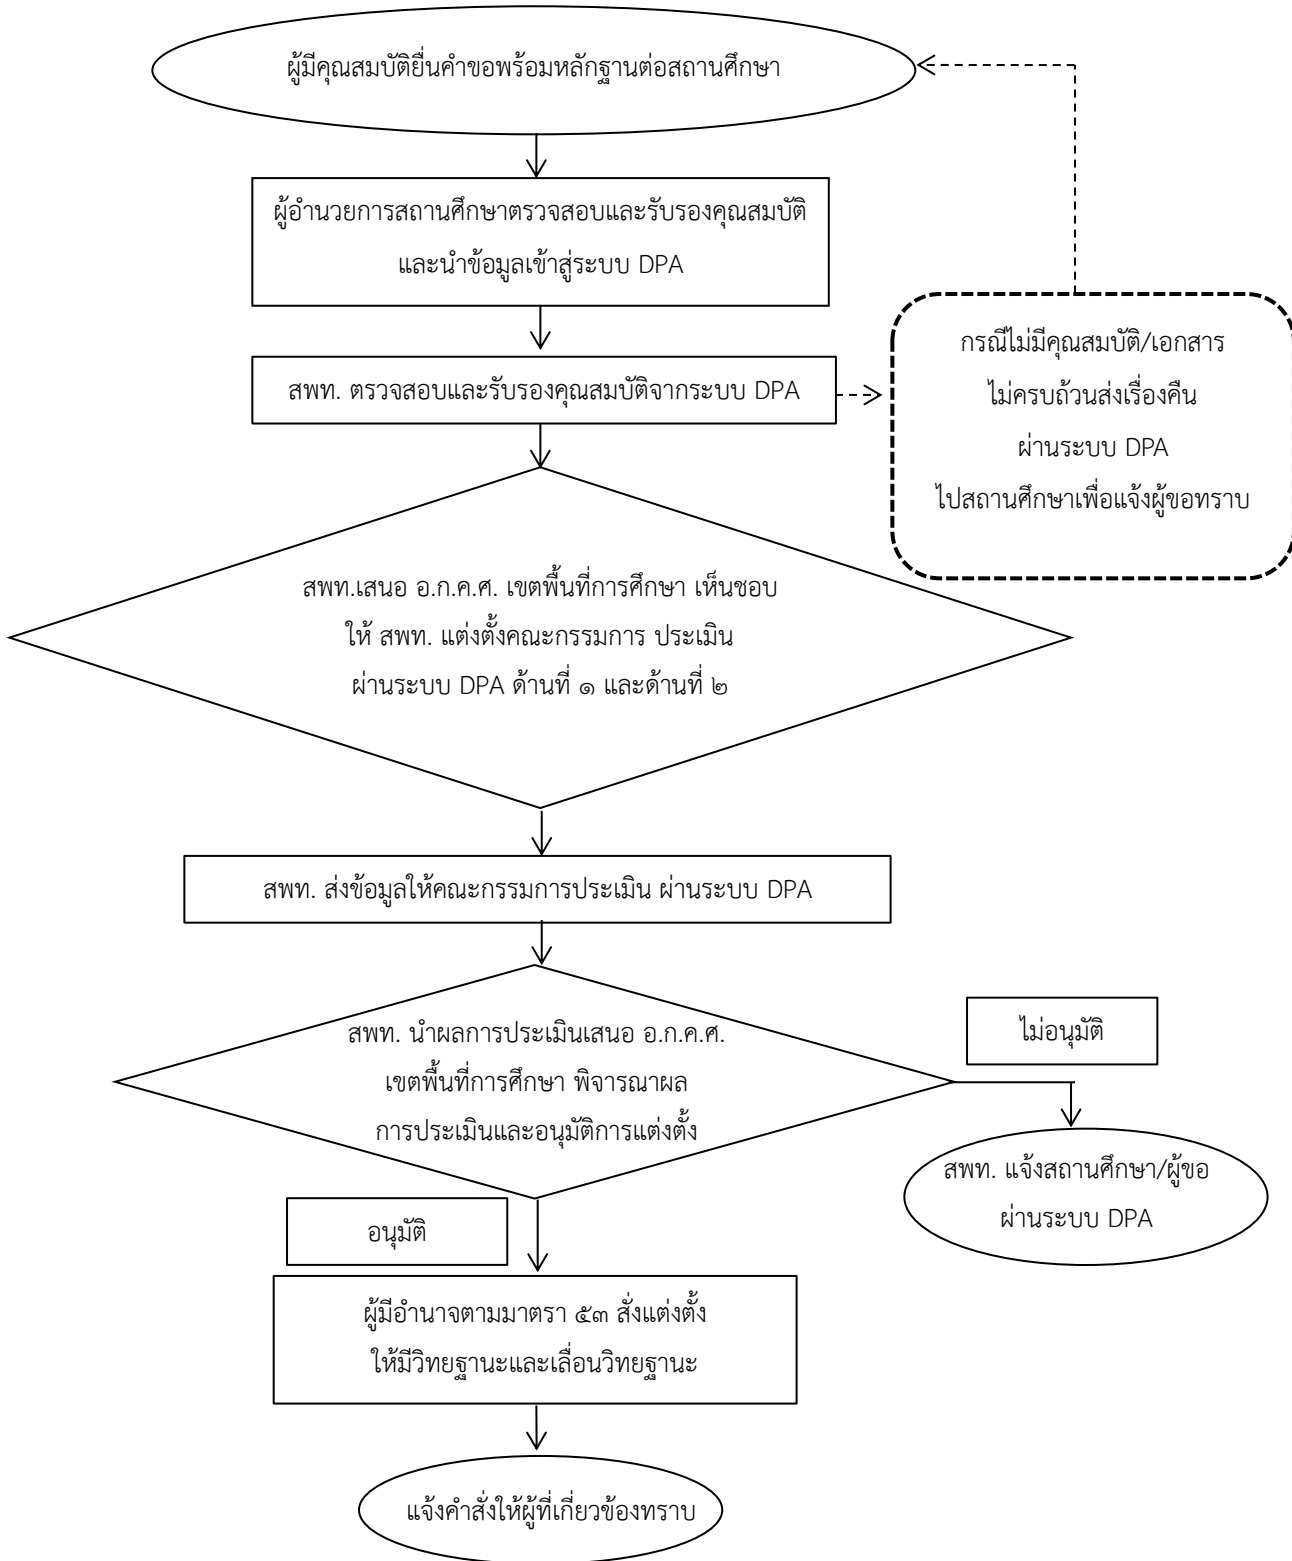 ผู้มีคุณสมบัติยื่นคำขอพร้อมหลักฐานต่อสถานศึกษา
ผู้อำนวยการสถานศึกษาตรวจสอบและรับรองคุณสมบัติ
และนำข้อมูลเข้าสู่ระบบ DPA
สพท. ตรวจสอบและรับรองคุณสมบัติจากระบบ DPA
กรณีไม่มีคุณสมบัติ/เอกสาร
ไม่ครบถ้วนส่งเรื่องคืน
ผ่านระบบ DPA
ไปสถานศึกษาเพื่อแจ้งผู้ขอทราบ
สพท.เสนอ อ.ก.ค.ศ. เขตพื้นที่การศึกษา เห็นชอบ
ให้ สพท. แต่งตั้งคณะกรรมการ ประเมิน
ผ่านระบบ DPA ด้านที่ ๑ และด้านที่ ๒
สพท. ส่งข้อมูลให้คณะกรรมการประเมิน ผ่านระบบ DPA
สพท. นำผลการประเมินเสนอ อ.ก.ค.ศ.
เขตพื้นที่การศึกษา พิจารณาผล
การประเมินและอนุมัติการแต่งตั้ง
ไม่อนุมัติ
สพท. แจ้งสถานศึกษา/ผู้ขอ
ผ่านระบบ DPA
อนุมัติ
ผู้มีอำนาจตามมาตรา ๕๓ สั่งแต่งตั้ง
ให้มีวิทยฐานะและเลื่อนวิทยฐานะ
แจ้งคำสั่งให้ผู้ที่เกี่ยวข้องทราบ